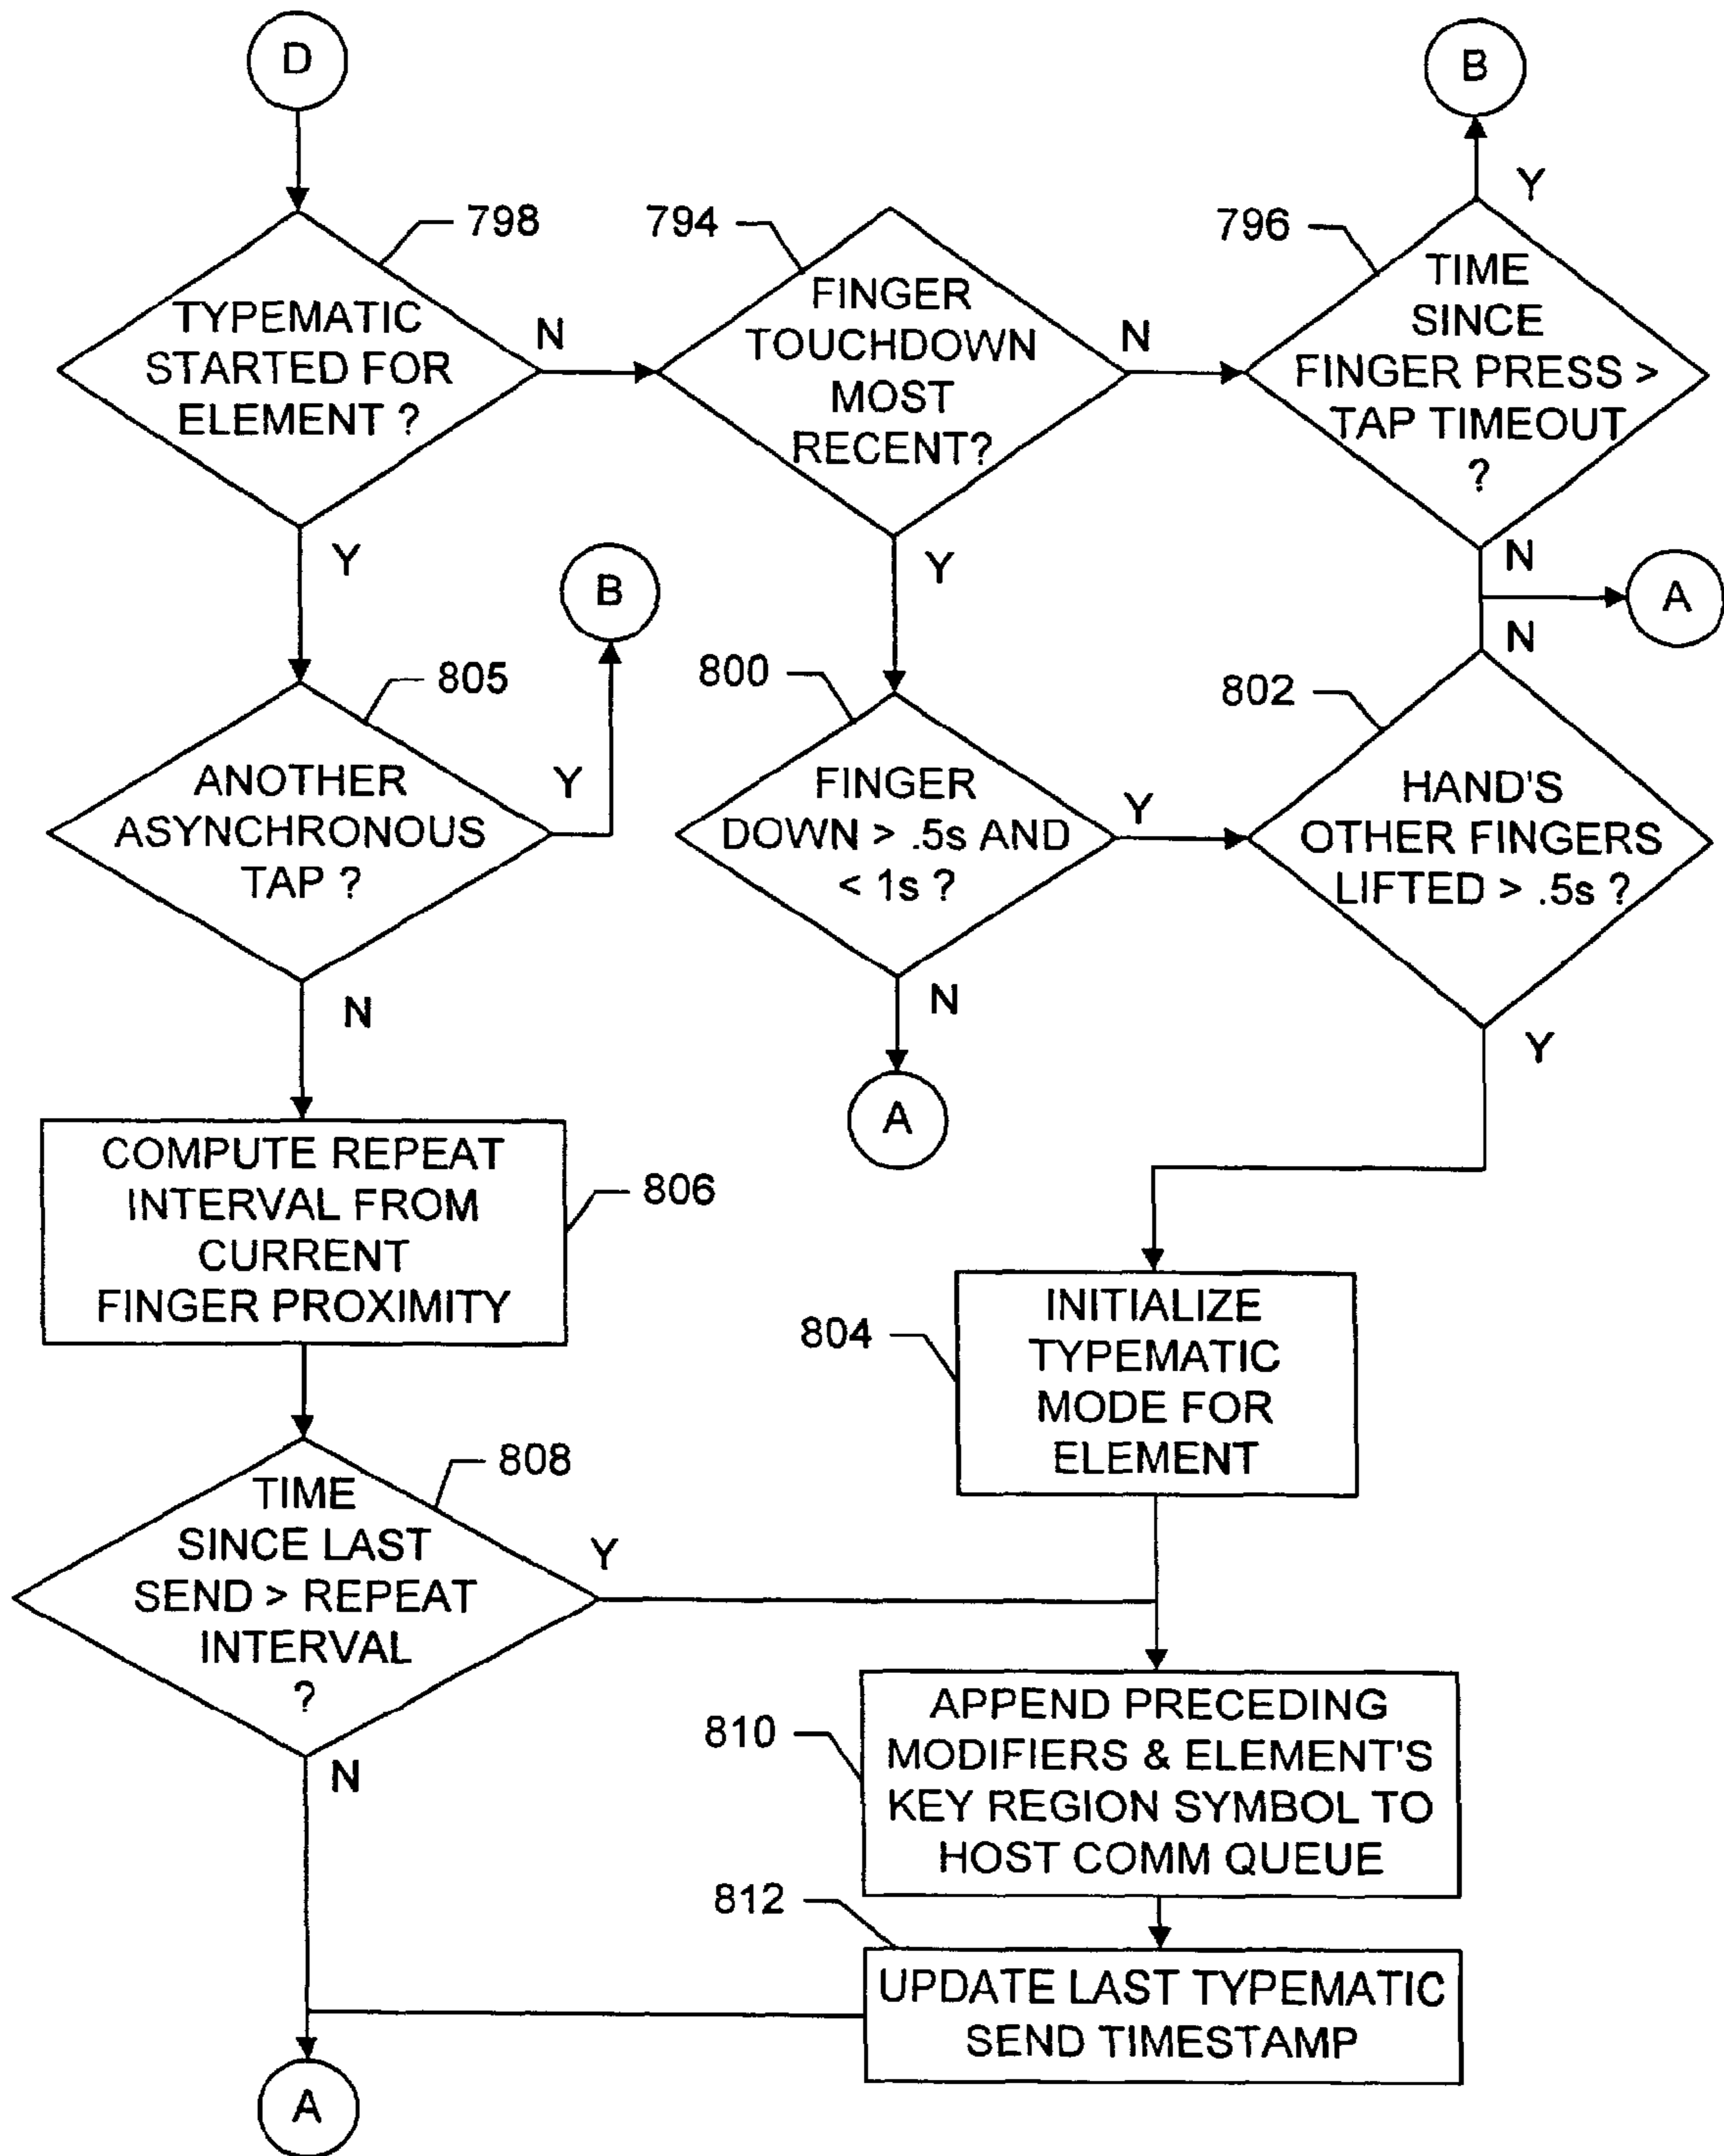 D
B
798
794
796
TYPEMATIC
STARTED FOR
ELEMENT ?
N
Y
FINGER
TOUCHDOWN
MOST
RECENT?
N
Y
TIME
SINCE
FINGER PRESS >
TAP TIMEOUT
?
Y
N
A
B
805
ANOTHER
ASYNCHRONOUS
TAP ?
Y
N
800
FINGER
DOWN > .5s AND
< 1s ?
Y
N
A
802
N
HAND'S
OTHER FINGERS
LIFTED > .5s ?
Y
COMPUTE REPEAT
INTERVAL FROM
CURRENT
FINGER PROXIMITY
806
804
INITIALIZE
TYPEMATIC
MODE FOR
ELEMENT
808
TIME
SINCE LAST
SEND > REPEAT
INTERVAL
?
Y
N
810
APPEND PRECEDING
MODIFIERS & ELEMENT'S
KEY REGION SYMBOL TO
HOST COMM QUEUE
812
UPDATE LAST TYPEMATIC
SEND TIMESTAMP
A